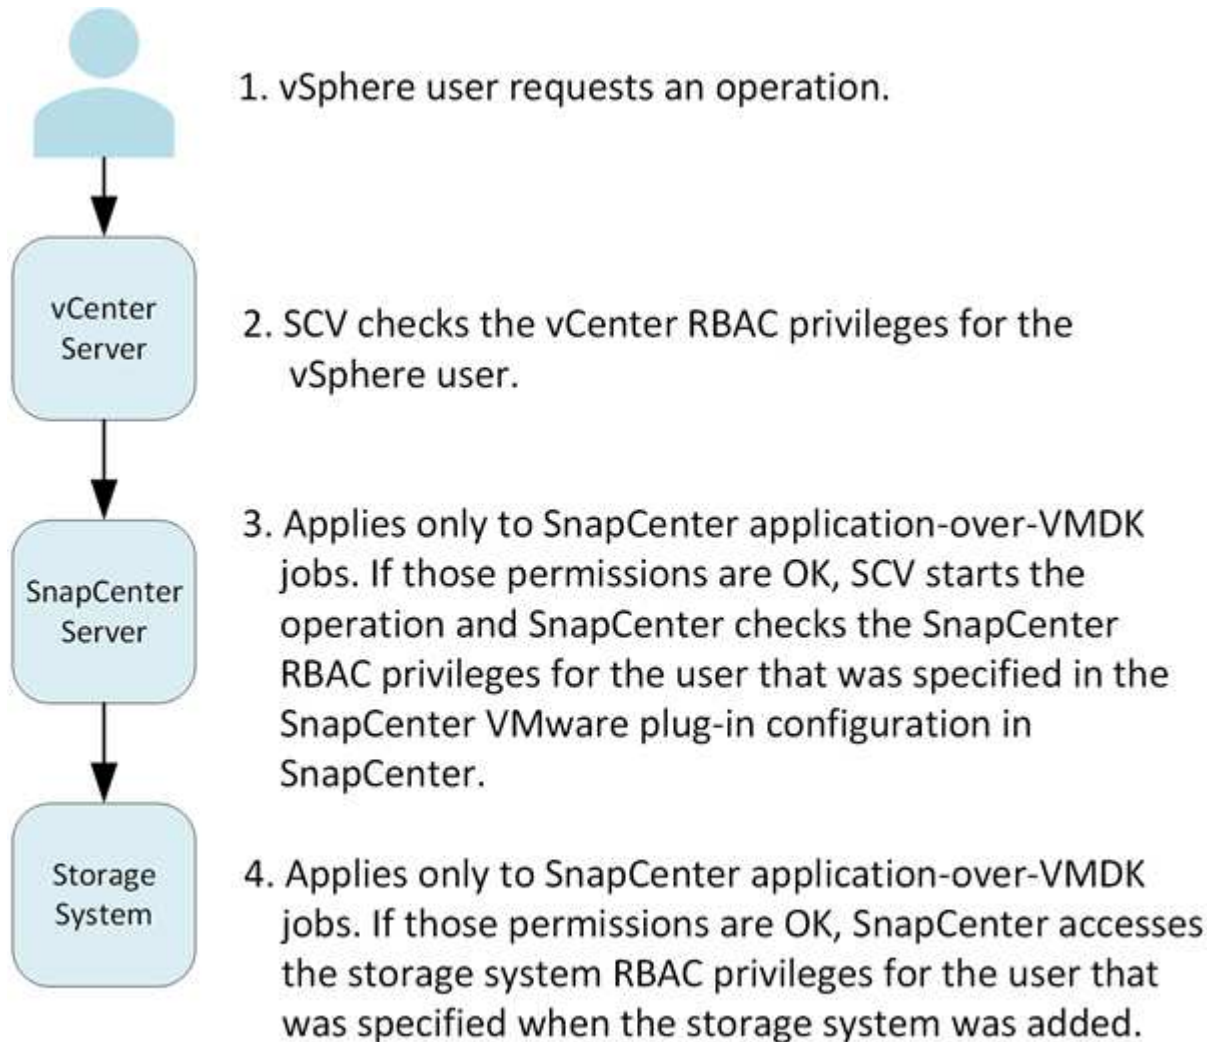 1. vSphere user requests an operation.
vCenter
Server
2. SCV checks the vCenter RBAC privileges for the
vSphere user.
SnapCenter
Server
3. Applies only to SnapCenter application-over-VMDK
jobs. If those permissions are OK, SCV starts the
operation and SnapCenter checks the SnapCenter
RBAC privileges for the user that was specified in the
SnapCenter VMware plug-in configuration in
SnapCenter.
Storage
System
4. Applies only to SnapCenter application-over-VMDK
jobs. If those permissions are OK, SnapCenter accesses
the storage system RBAC privileges for the user that
was specified when the storage system was added.